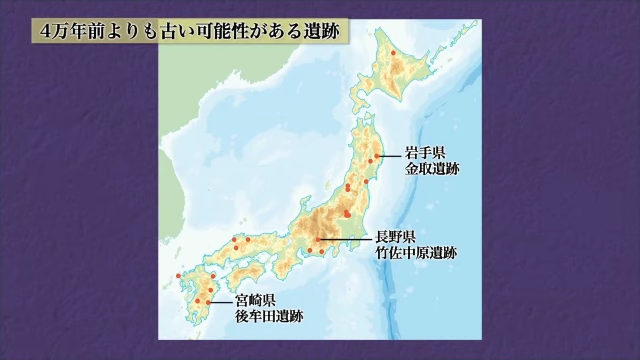 4万年前よりも古い可能性がある遺跡
岩手県
金取遺跡
長野県
竹佐中原遺跡
宮崎県
後牟田遺跡